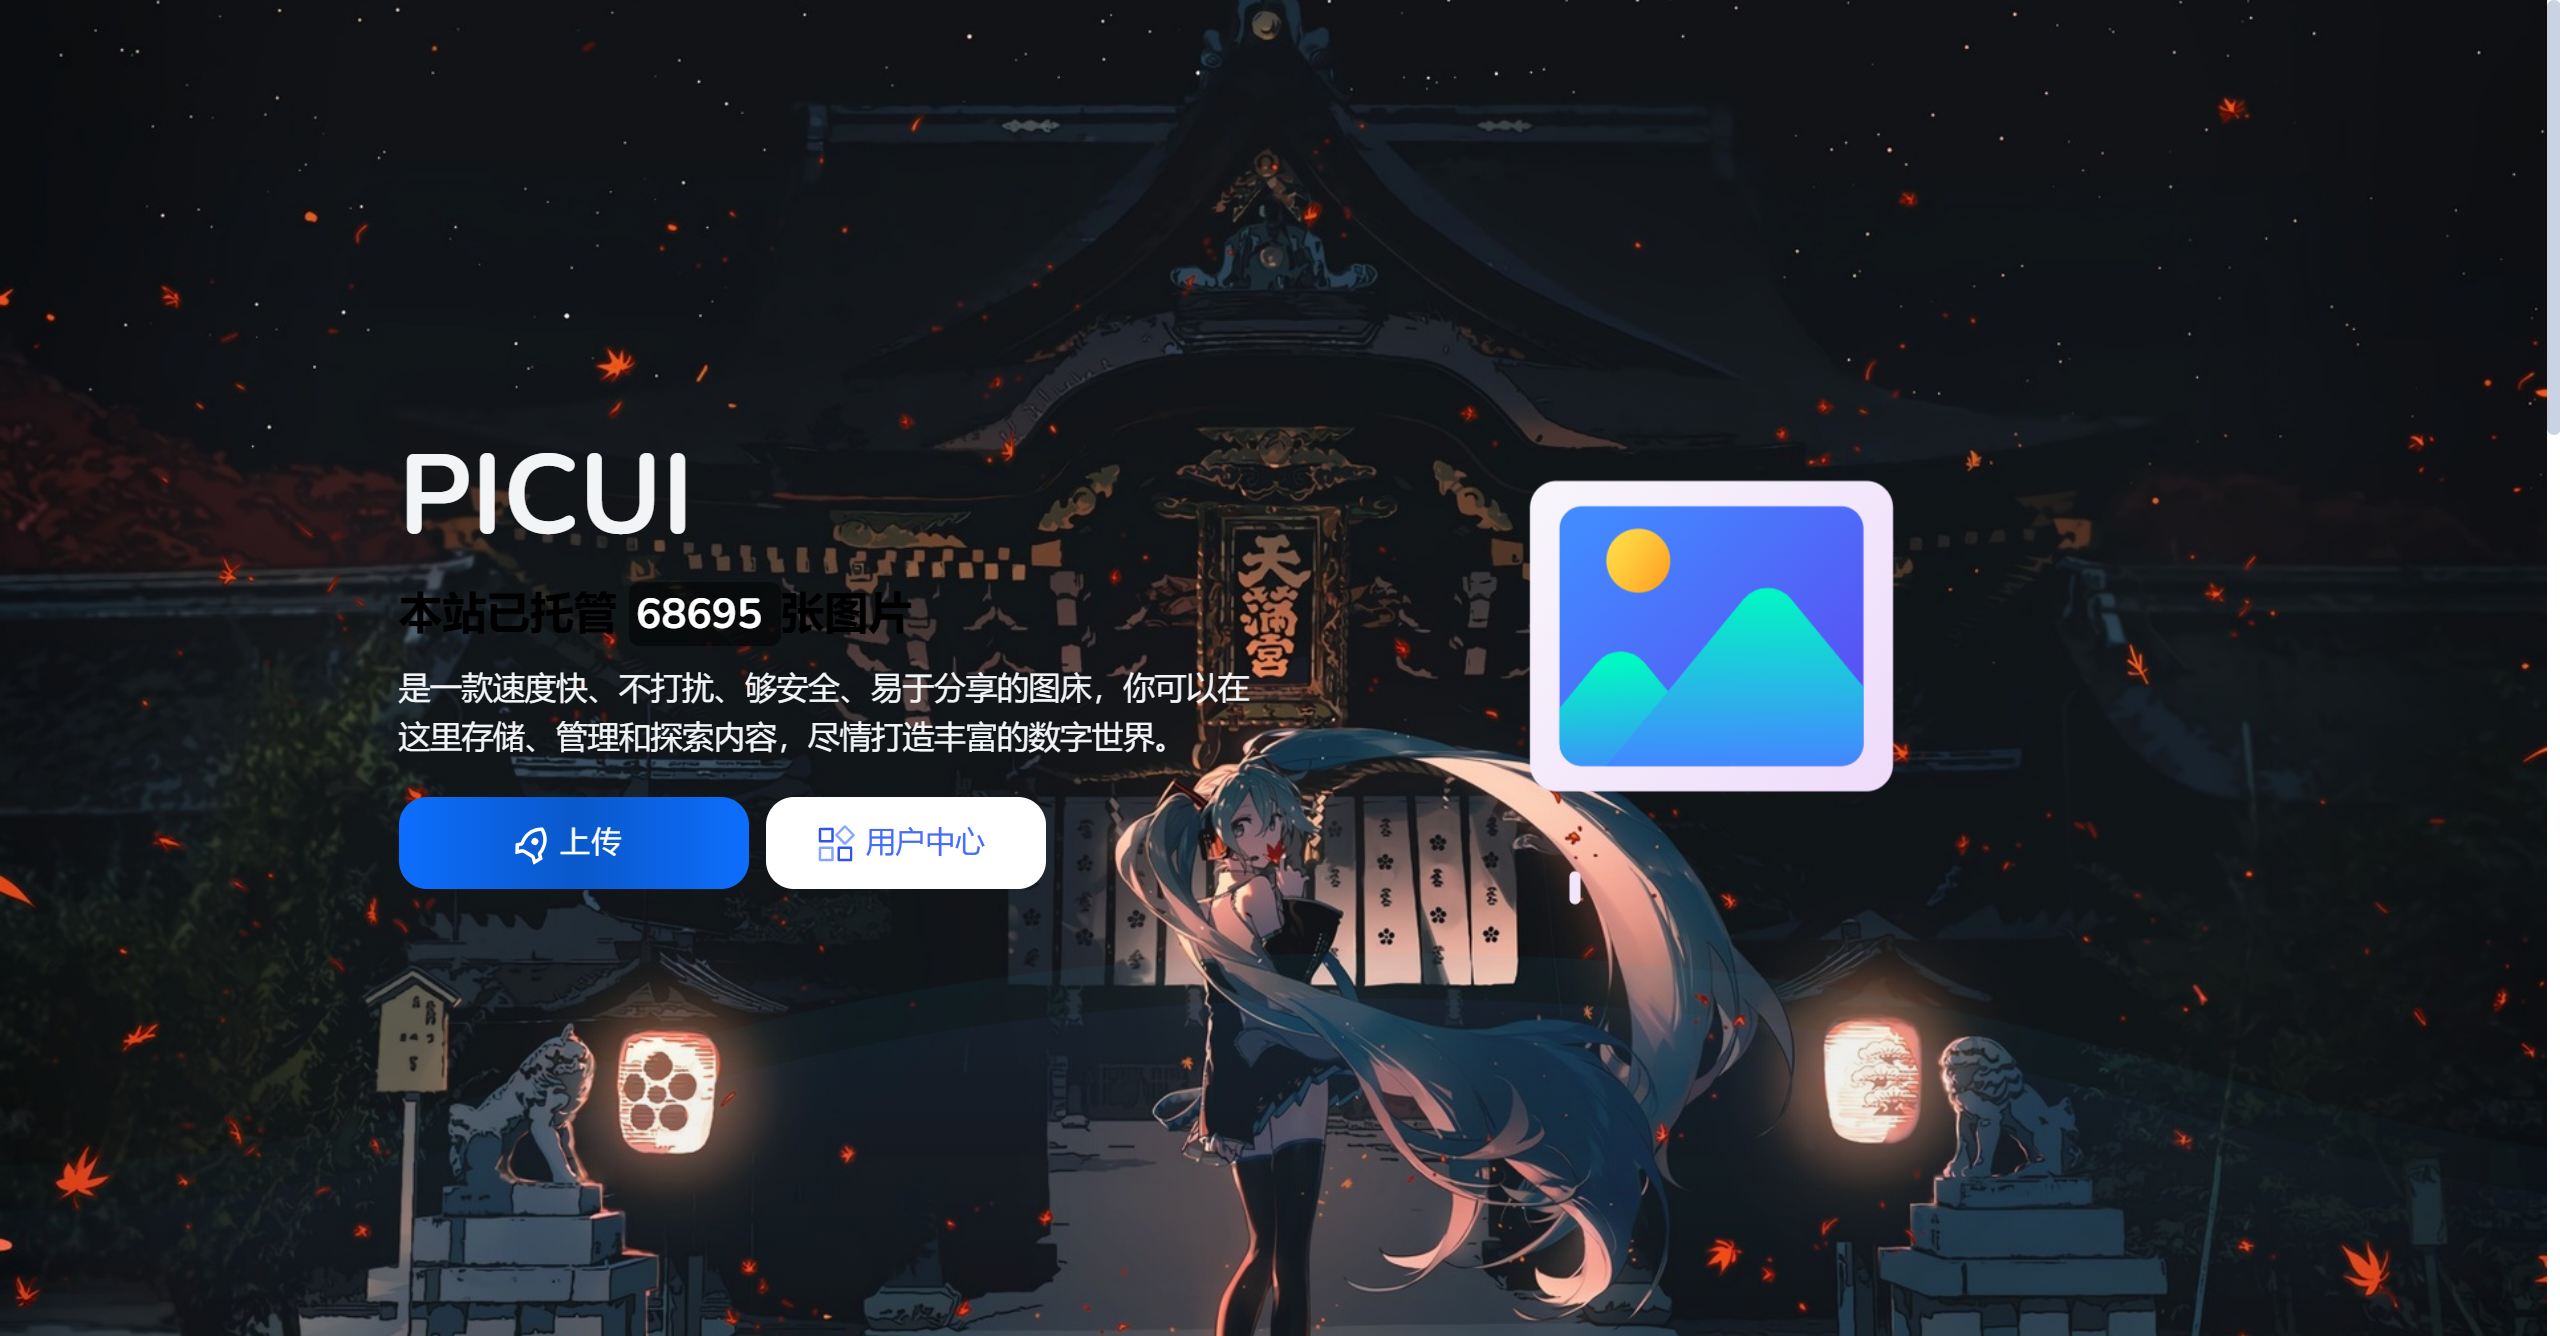 PICUI
本站已托管 68695 张图片
是一款速度快、不打扰、够安全、易于分享的图床，你可以在
这里存储、管理和探索内容，尽情打造丰富的数字世界。
上传
用户中心
天
満
宮